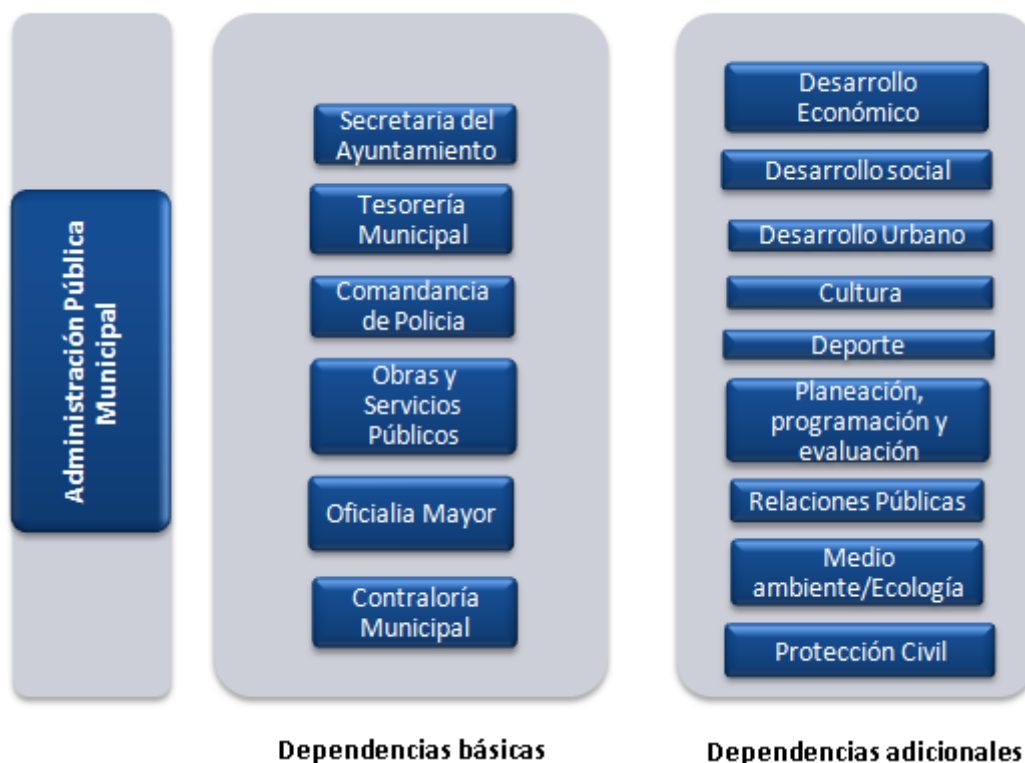 Administración Pública
Municipal
Secretaria del
Ayuntamiento
Tesorería
Municipal
Comandancia
de Policia
Obras y
Servicios
Públicos
Oficialia Mayor
Contraloría
Municipal
Dependencias básicas
Desarrollo
Económico
Desarrollo social
Desarrollo Urbano
Cultura
Deporte
Planeación,
programación y
evaluación
Relaciones Públicas
Medio
ambiente/Ecología
Protección Civil
Dependencias adicionales